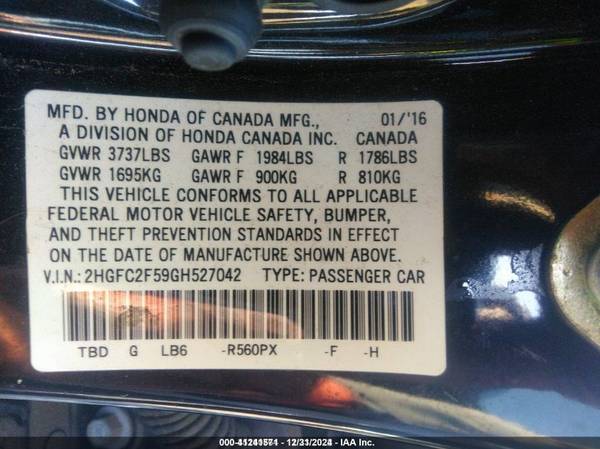 MFD. BY HONDA OF CANADA MFG., 01/'16
A DIVISION OF HONDA CANADA INC. CANADA
GVWR 3737LBS GAWR F 1984LBS R 1786LBS
GVWR 1695KG GAWR F 900KG R 810KG
THIS VEHICLE CONFORMS TO ALL APPLICABLE
FEDERAL MOTOR VEHICLE SAFETY, BUMPER,
AND THEFT PREVENTION STANDARDS IN EFFECT
ON THE DATE OF MANUFACTURE SHOWN ABOVE.
V.I.N.: 2HGFC2F59GH527042 TYPE: PASSENGER CAR
TBD G LB6 -R560PX -F -H
IAA Inc.